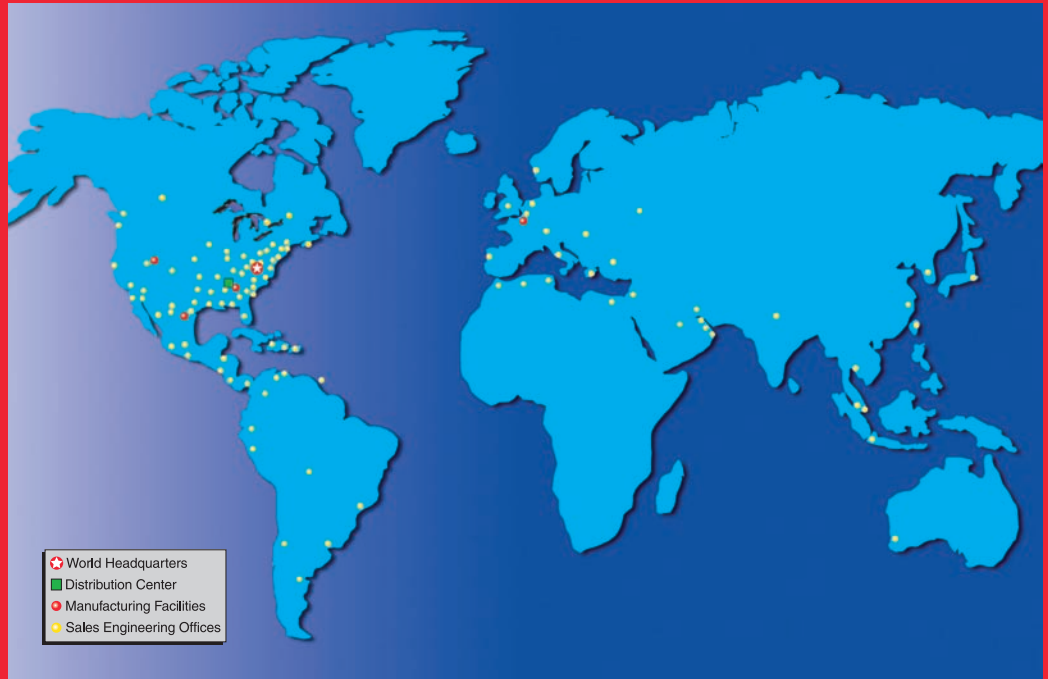 World Headquarters
Distribution Center
Manufacturing Facilities
Sales Engineering Offices